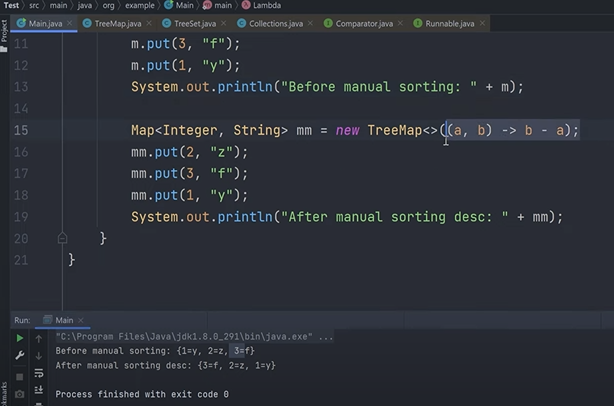 Test src main java org example Main main Lambda
Project
Main.java TreeMap.java TreeSet.java Collections.java Comparator.java Runnable.java
11 m.put(3, "f");
12 m.put(1, "y");
13 System.out.println("Before manual sorting: " + m);
14
15 Map<Integer, String> mm = new TreeMap<>((a, b) -> b - a);
16 mm.put(2, "z");
17 mm.put(3, "f");
18 mm.put(1, "y");
19 System.out.println("After manual sorting desc: " + mm);
20 }
21 }
Run: Main
"C:\Program Files\Java\jdk1.8.0_291\bin\java.exe" ...
Before manual sorting: {1=y, 2=z, 3=f}
After manual sorting desc: {3=f, 2=z, 1=y}
Process finished with exit code 0